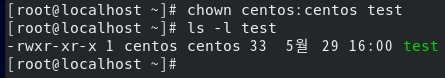 [root@localhost ~]# chown centos:centos test
[root@localhost ~]# ls -l test
-rwxr-xr-x 1 centos centos 33  5월 29 16:00 test
[root@localhost ~]#